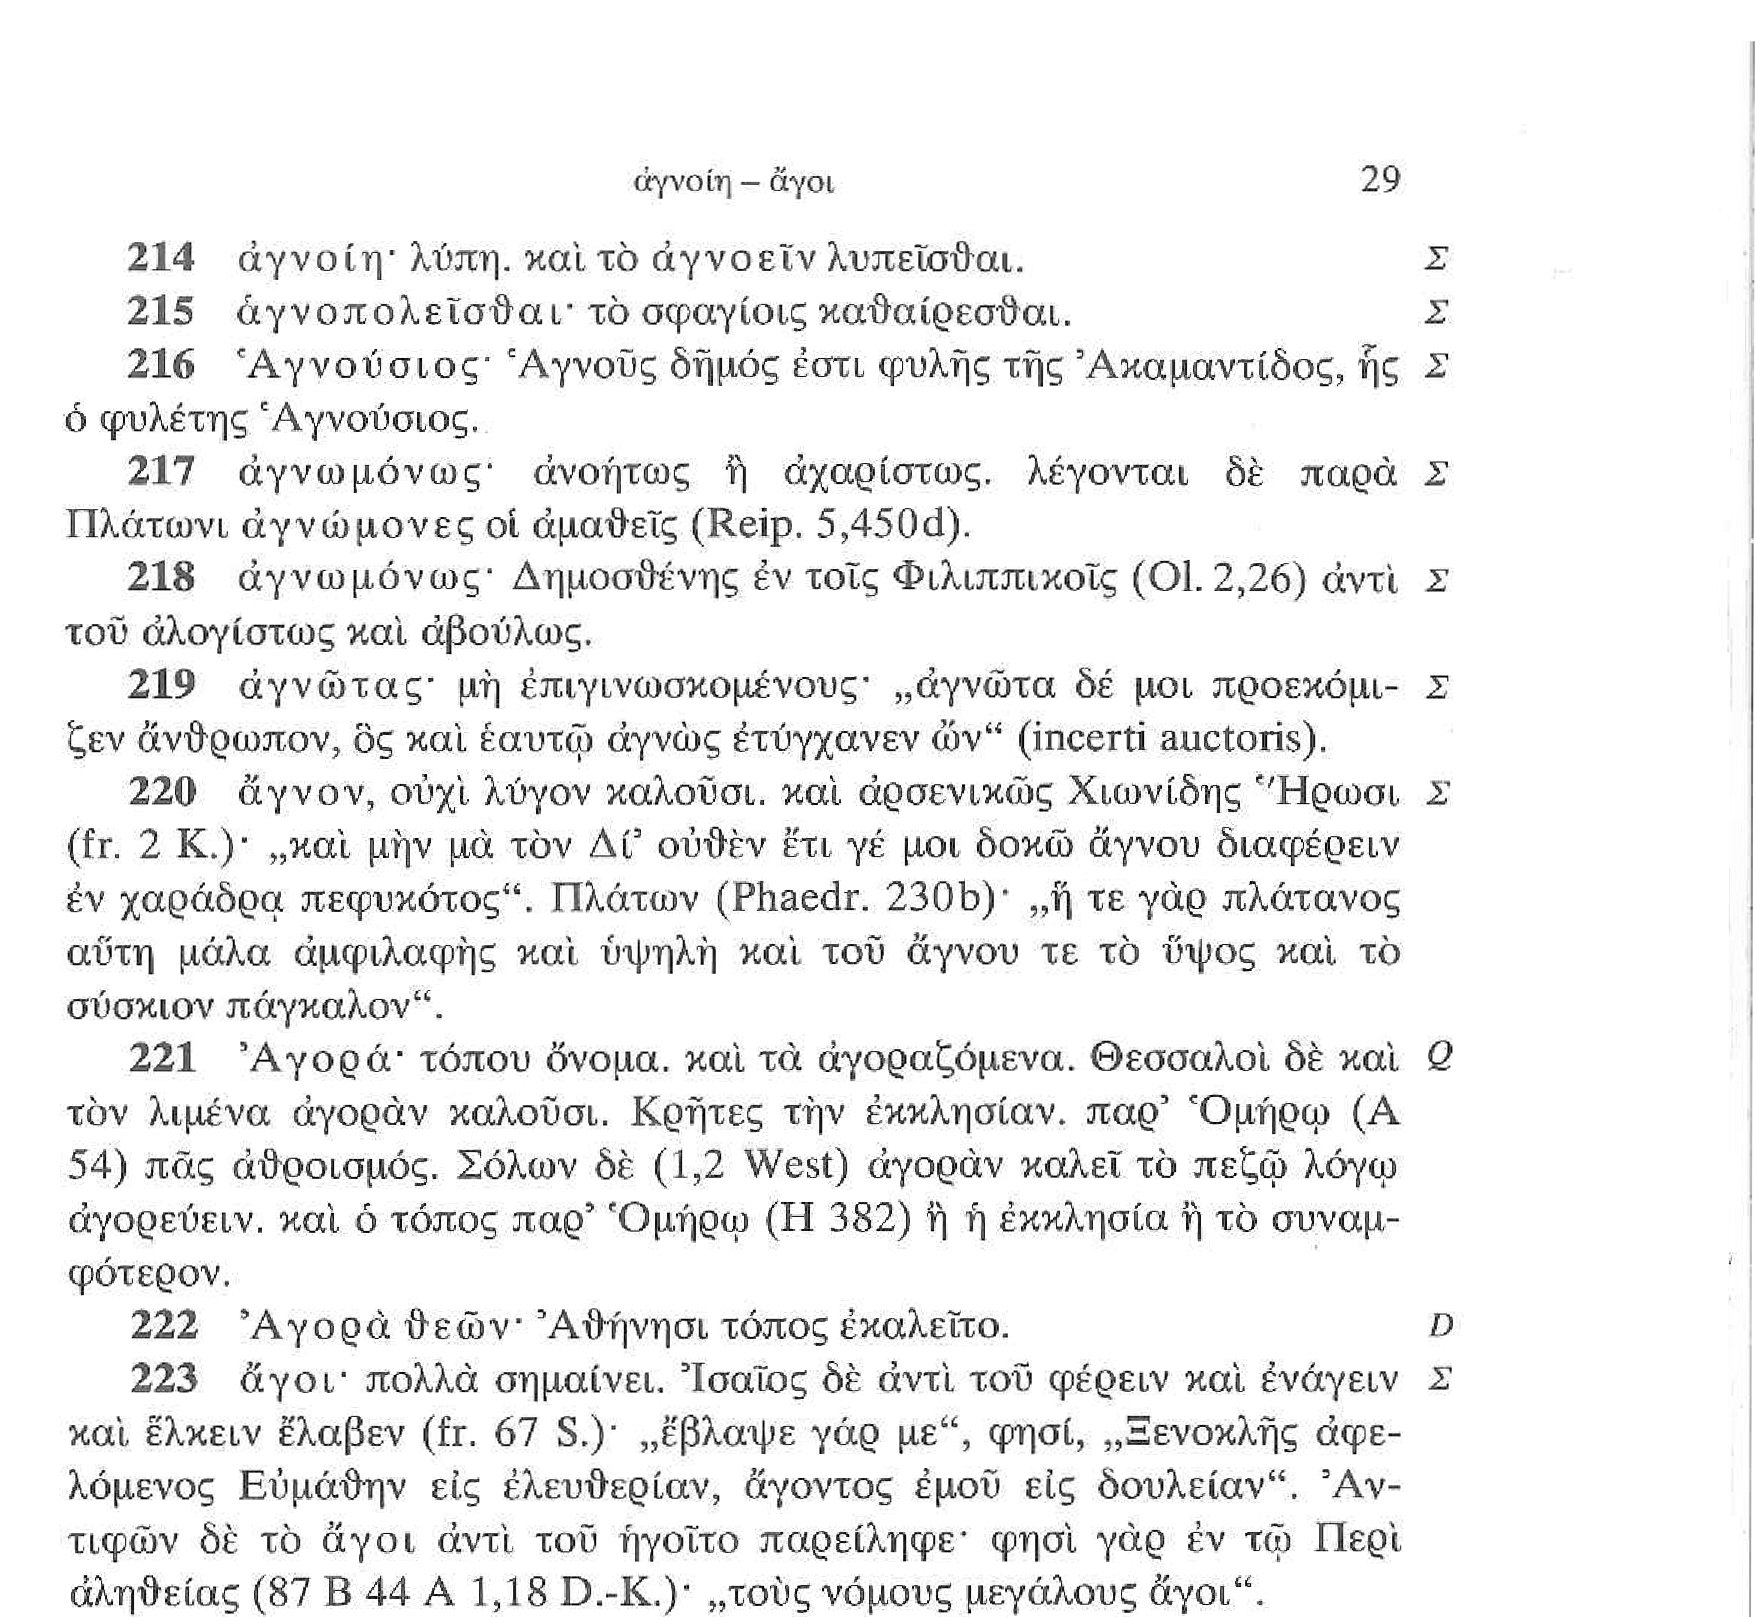 ἀγνοίη – ἄγοι 29
214 ἀγνοίη· λύπη. καὶ τὸ ἀγνοεῖν λυπεῖσθαι. Σ
215 ἁγνοπολεῖσθαι· τὸ σφαγίοις καθαίρεσθαι. Σ
216 Ἁγνούσιος· Ἁγνοῦς δῆμός ἐστι φυλῆς τῆς Ἀκαμαντίδος, ἧς Σ
ὁ φυλέτης Ἁγνούσιος.
217 ἀγνωμόνως· ἀνοήτως ἢ ἀχαρίστως. λέγονται δὲ παρὰ Σ
Πλάτωνι ἀγνώμονες οἱ ἀμαθεῖς (Reip. 5,450d).
218 ἀγνωμόνως· Δημοσθένης ἐν τοῖς Φιλιππικοῖς (Ol. 2,26) ἀντὶ Σ
τοῦ ἀλογίστως καὶ ἀβούλως.
219 ἀγνῶτας· μὴ ἐπιγινωσκομένους· „ἀγνῶτα δέ μοι προεκόμι- Σ
ζεν ἄνθρωπον, ὃς καὶ ἑαυτῷ ἀγνὼς ἐτύγχανεν ὤν“ (incerti auctoris).
220 ἄγνον, οὐχὶ λύγον καλοῦσι. καὶ ἀρσενικῶς Χιωνίδης Ἥρωσι Σ
(fr. 2 K.)· „καὶ μὴν μὰ τὸν Δί’ οὐθὲν ἔτι γέ μοι δοκῶ ἄγνου διαφέρειν
ἐν χαράδρᾳ πεφυκότος“. Πλάτων (Phaedr. 230b)· „ἥ τε γὰρ πλάτανος
αὕτη μάλα ἀμφιλαφὴς καὶ ὑψηλὴ καὶ τοῦ ἄγνου τε τὸ ὕψος καὶ τὸ
σύσκιον πάγκαλον“.
221 Ἀγορά· τόπου ὄνομα. καὶ τὰ ἀγοραζόμενα. Θεσσαλοὶ δὲ καὶ Q
τὸν λιμένα ἀγορὰν καλοῦσι. Κρῆτες τὴν ἐκκλησίαν. παρ’ Ὁμήρῳ (Α
54) πᾶς ἀθροισμός. Σόλων δὲ (1,2 West) ἀγορὰν καλεῖ τὸ πεζῷ λόγῳ
ἀγορεύειν. καὶ ὁ τόπος παρ’ Ὁμήρῳ (Η 382) ἢ ἡ ἐκκλησία ἢ τὸ συναμ-
φότερον.
222 Ἀγορὰ θεῶν· Ἀθήνησι τόπος ἐκαλεῖτο. D
223 ἄγοι· πολλὰ σημαίνει. Ἰσαῖος δὲ ἀντὶ τοῦ φέρειν καὶ ἐνάγειν Σ
καὶ ἕλκειν ἔλαβεν (fr. 67 S.)· „ἔβλαψε γάρ με“, φησί, „Ξενοκλῆς ἀφε-
λόμενος Εὐμάθην εἰς ἐλευθερίαν, ἄγοντος ἐμοῦ εἰς δουλείαν“. Ἀν-
τιφῶν δὲ τὸ ἄγοι ἀντὶ τοῦ ἡγοῖτο παρείληφε· φησὶ γὰρ ἐν τῷ Περὶ
ἀληθείας (87 B 44 A 1,18 D.-K.)· „τοὺς νόμους μεγάλους ἄγοι“.